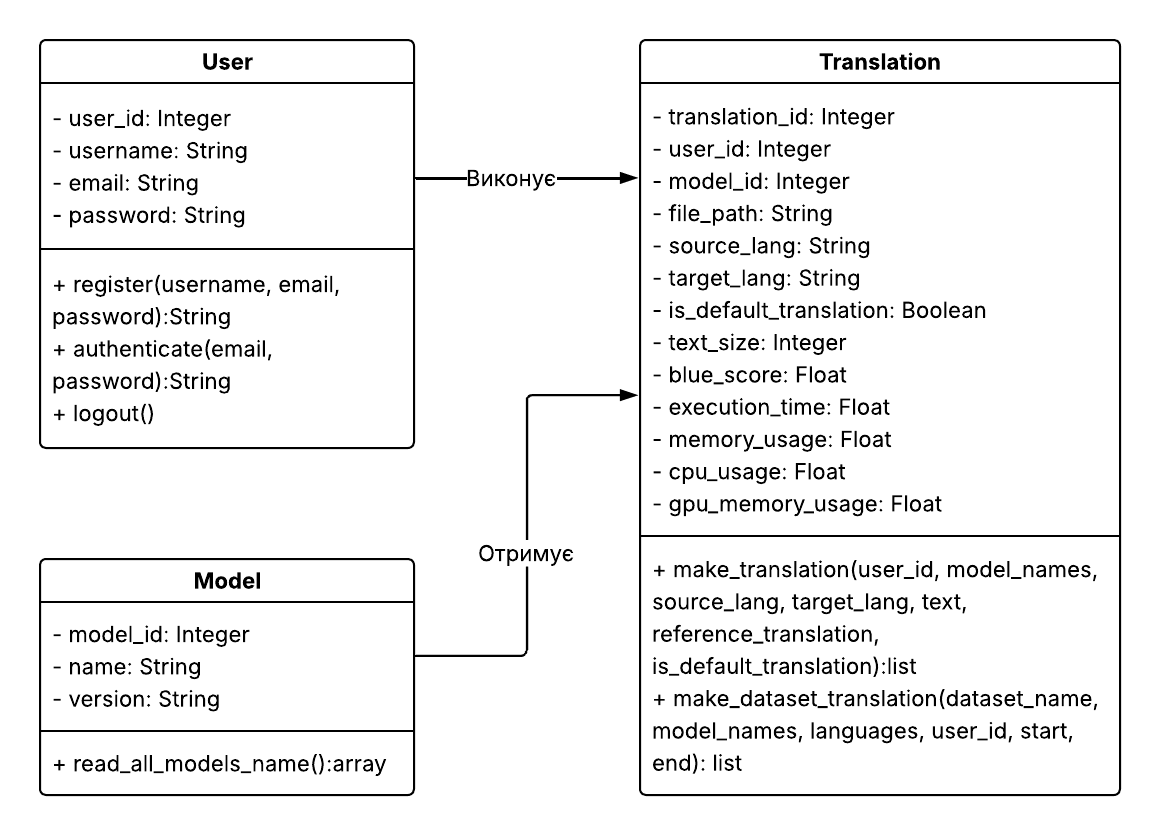 User
- user_id: Integer
- username: String
- email: String
- password: String
+ register(username, email,
password):String
+ authenticate(email,
password):String
+ logout()
Виконує
Translation
- translation_id: Integer
- user_id: Integer
- model_id: Integer
- file_path: String
- source_lang: String
- target_lang: String
- is_default_translation: Boolean
- text_size: Integer
- blue_score: Float
- execution_time: Float
- memory_usage: Float
- cpu_usage: Float
- gpu_memory_usage: Float
+ make_translation(user_id, model_names,
source_lang, target_lang, text,
reference_translation,
is_default_translation):list
+ make_dataset_translation(dataset_name,
model_names, languages, user_id, start,
end): list
Отримує
Model
- model_id: Integer
- name: String
- version: String
+ read_all_models_name():array